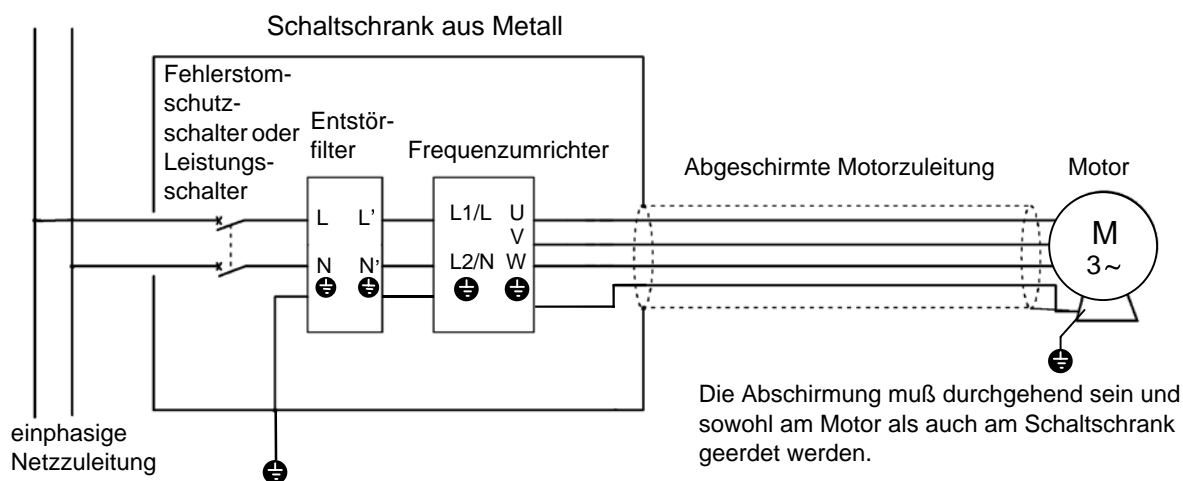 Schaltschrank aus Metall
Fehlerstom-
schutz-
schalter oder
Leistungs-
schalter
Entstör-
filter
Frequenzumrichter
Abgeschirmte Motorzuleitung
Motor
L L' L1/L U
V
N N' L2/N W
M
3~
Die Abschirmung muß durchgehend sein und
sowohl am Motor als auch am Schaltschrank
geerdet werden.
einphasige
Netzzuleitung